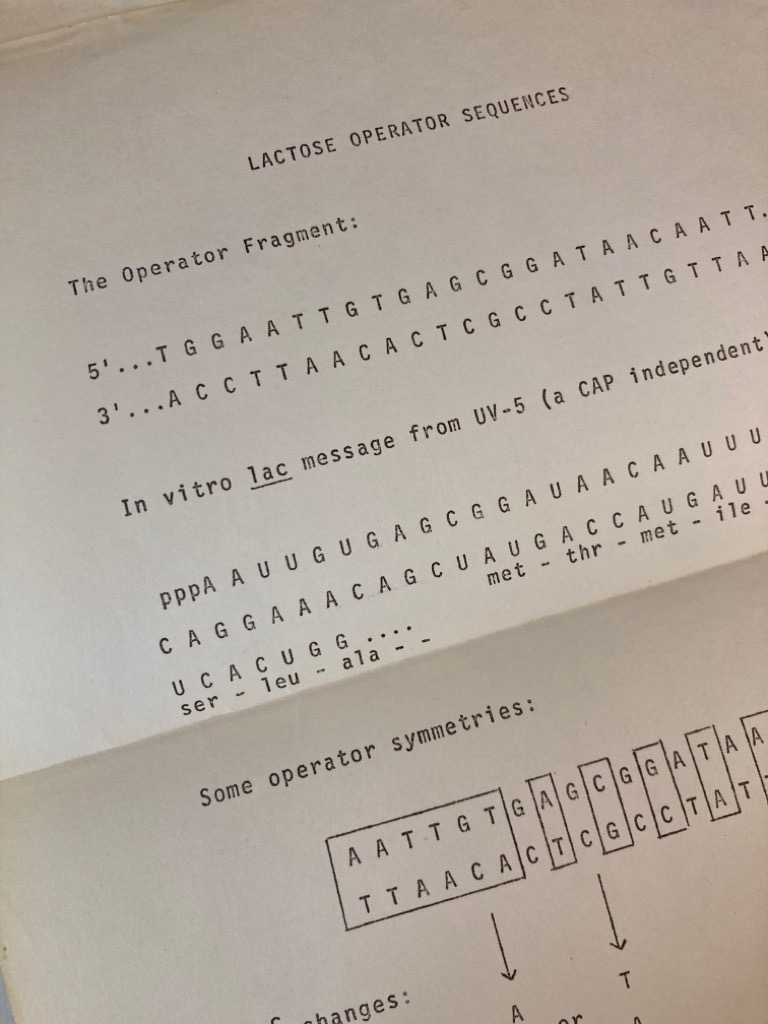 LACTOSE OPERATOR SEQUENCES
The Operator Fragment:
5'...T G G A A T T G T G A G C G G A T A A C A A T T.
3'...A C C T T A A C A C T C G C C T A T T G T T A A
In vitro lac message from UV-5 (a CAP independent)
pppA A U U G U G A G C G G A U A A C A A U U U
C A G G A A A C A G C U A U G A C C A U G A U U
met - thr - met - ile -
U C A C U G G ....
ser - leu - ala - -
Some operator symmetries:
A A T T G T G A G C G G A T A A
T T A A C A C T C G C C T A T T
changes:
A T
or A